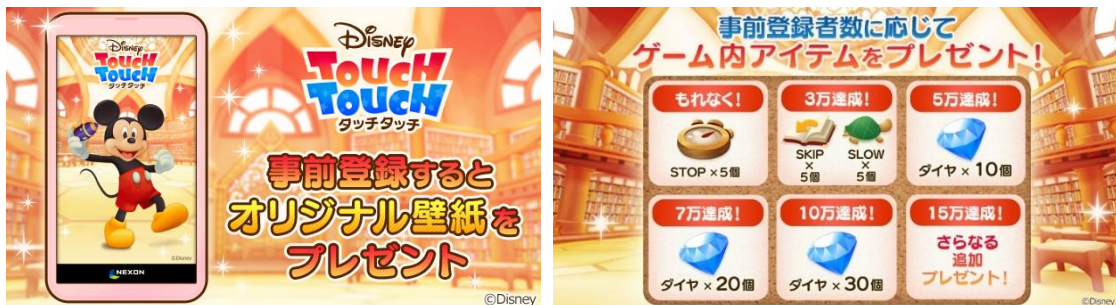 Disney
TOUCH
TOUCH
タッチタッチ
©Disney
NEXON
Disney
TOUCH
TOUCH
タッチタッチ
事前登録すると
オリジナル壁紙を
プレゼント
©Disney
事前登録者数に応じて
ゲーム内アイテムをプレゼント!
もれなく!
STOP×5個
3万達成!
SKIP
×
5個
SLOW
×
5個
5万達成!
ダイヤ×10個
7万達成!
ダイヤ×20個
10万達成!
ダイヤ×30個
15万達成!
さらなる
追加
プレゼント!
©Disney